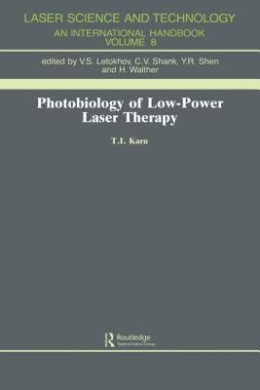 LASER SCIENCE AND TECHNOLOGY
AN INTERNATIONAL HANDBOOK
VOLUME 8
edited by V.S. Letokhov, C.V. Shank, Y.R. Shen
and H. Walther
Photobiology of Low-Power
Laser Therapy
T.I. Karu
Routledge
Taylor & Francis Group